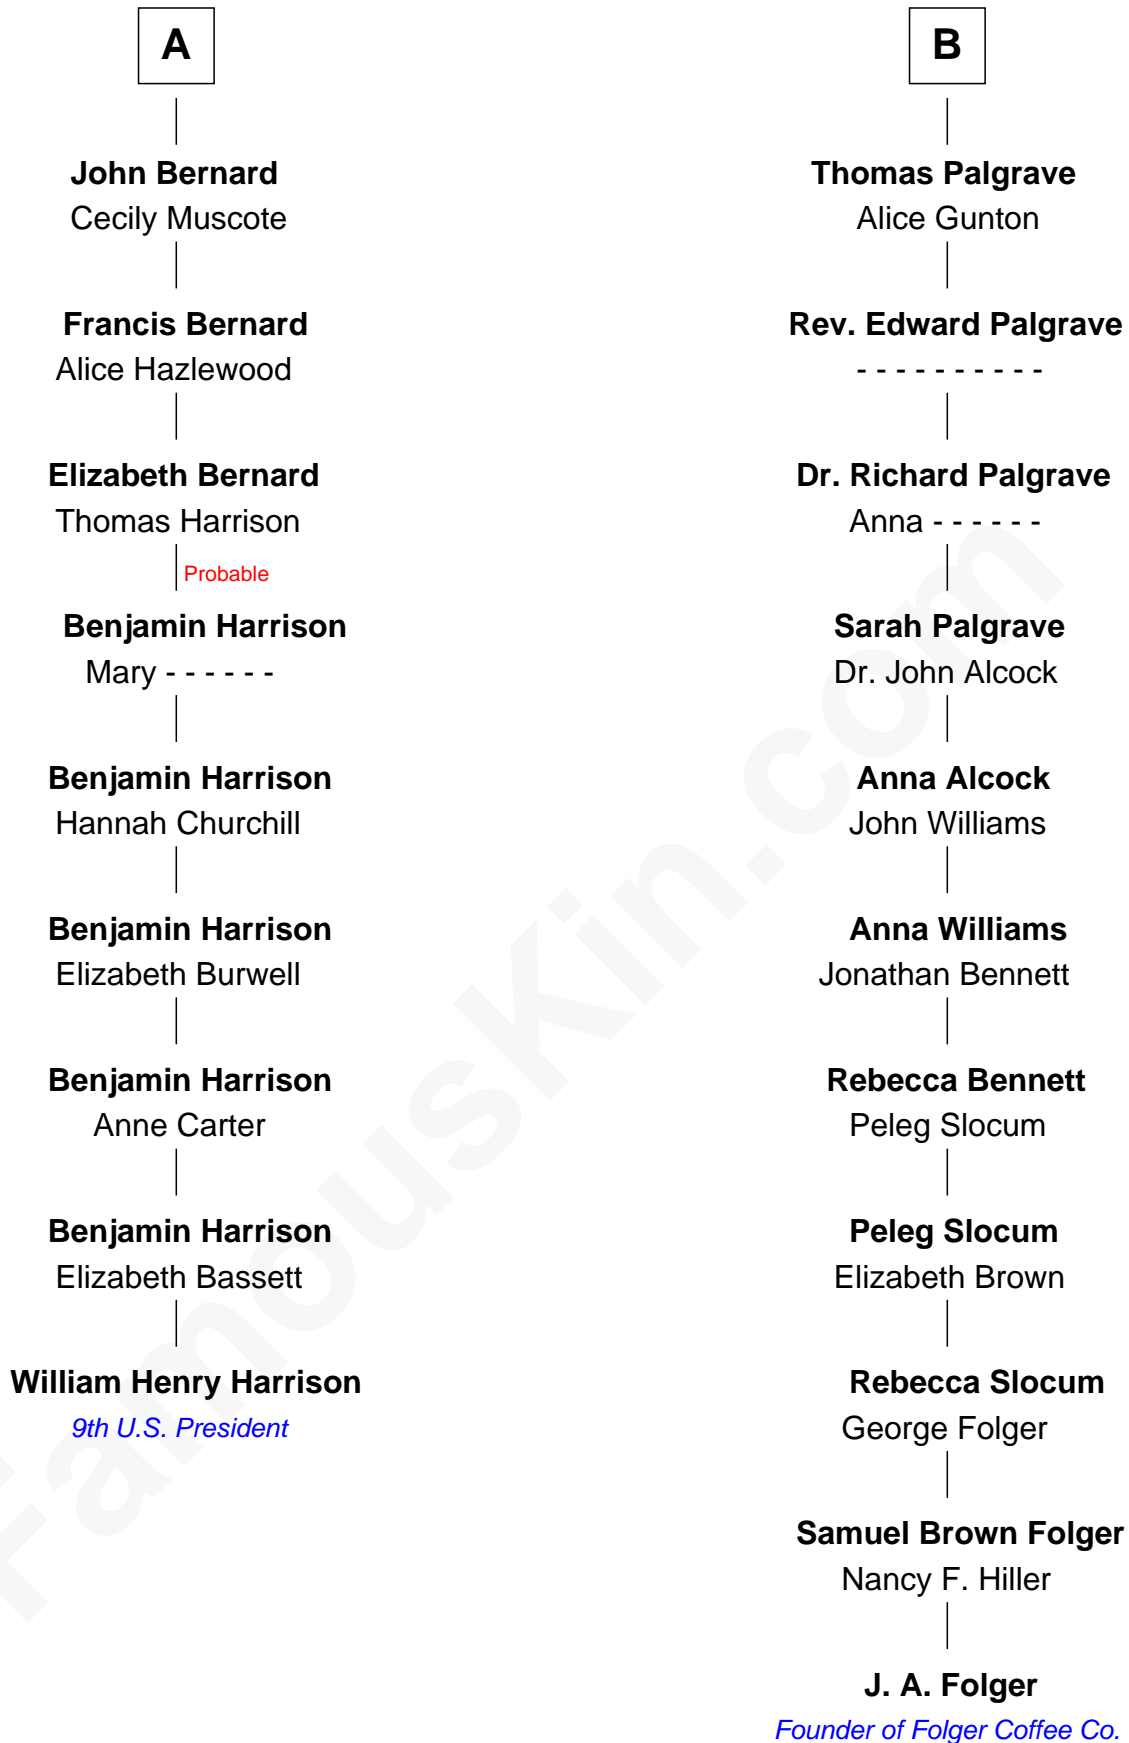 A
John Bernard
Cecily Muscote
Francis Bernard
Alice Hazlewood
Elizabeth Bernard
Thomas Harrison
Probable
Benjamin Harrison
Mary - - - - - -
Benjamin Harrison
Hannah Churchill
Benjamin Harrison
Elizabeth Burwell
Benjamin Harrison
Anne Carter
Benjamin Harrison
Elizabeth Bassett
William Henry Harrison
9th U.S. President
B
Thomas Palgrave
Alice Gunton
Rev. Edward Palgrave
- - - - - - - - - -
Dr. Richard Palgrave
Anna - - - - - -
Sarah Palgrave
Dr. John Alcock
Anna Alcock
John Williams
Anna Williams
Jonathan Bennett
Rebecca Bennett
Peleg Slocum
Peleg Slocum
Elizabeth Brown
Rebecca Slocum
George Folger
Samuel Brown Folger
Nancy F. Hiller
J. A. Folger
Founder of Folger Coffee Co.
FamousKin.com